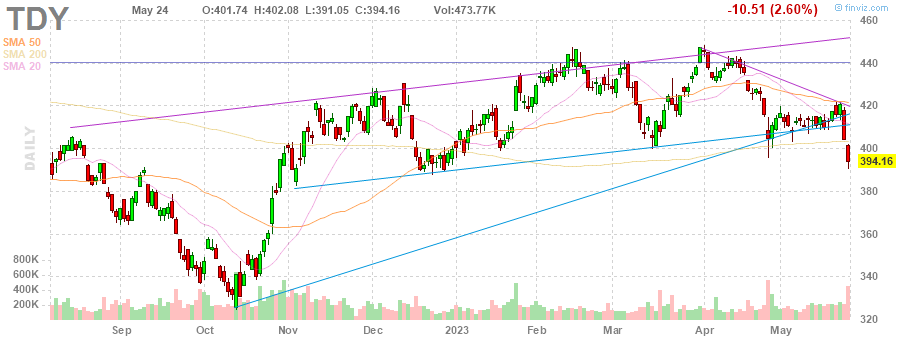 TDY
May 24 O:401.74 H:402.08 L:391.05 C:394.16 Vol:473.77K -10.51 (2.60%)
© finviz.com
SMA 50
SMA 200
SMA 20
DAILY
460
440
420
400
394.16
380
360
340
320
800K
600K
400K
200K
Sep Oct Nov Dec 2023 Feb Mar Apr May